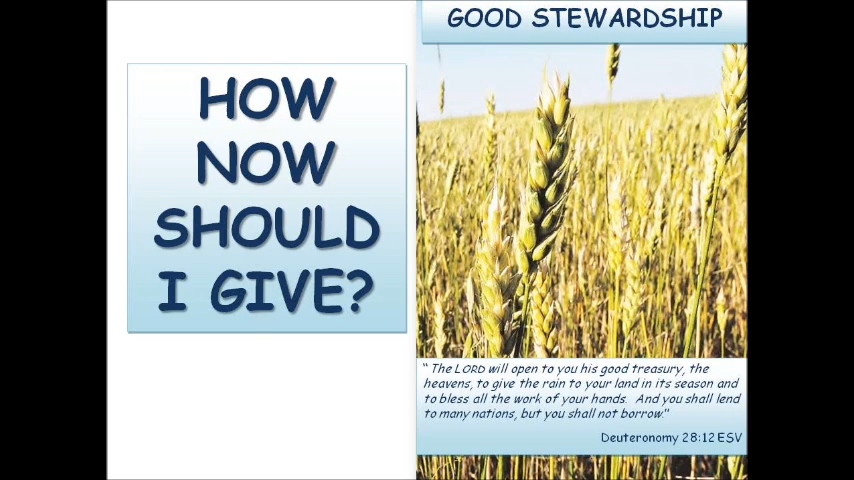 HOW
NOW
SHOULD
I GIVE?
GOOD STEWARDSHIP
" The LORD will open to you his good treasury, the
heavens, to give the rain to your land in its season and
to bless all the work of your hands. And you shall lend
to many nations, but you shall not borrow."
Deuteronomy 28:12 ESV